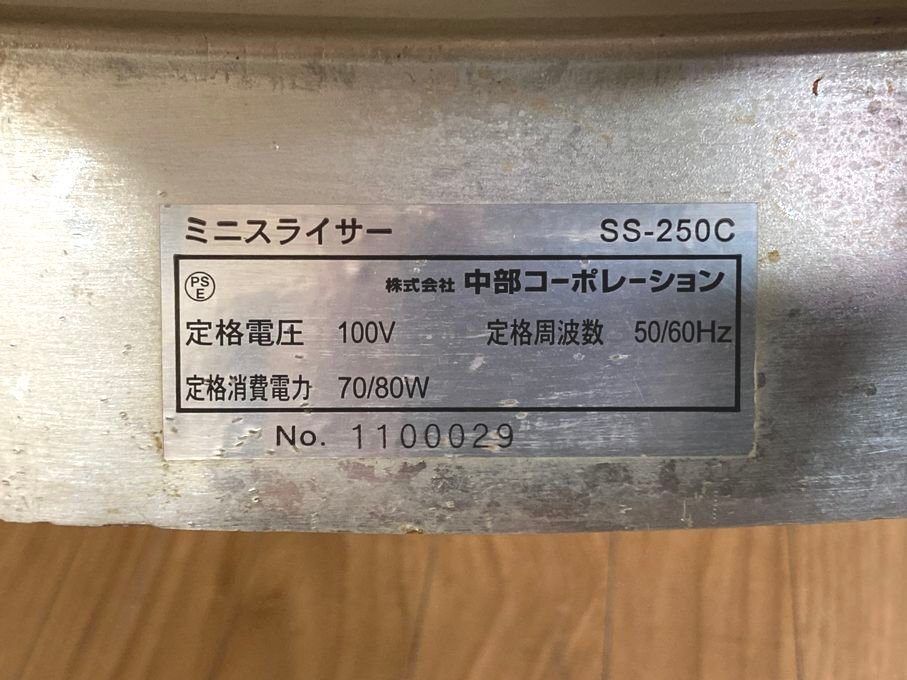 ミニスライサー SS-250C
PS
E
株式会社 中部コーポレーション
定格電圧 100V 定格周波数 50/60Hz
定格消費電力 70/80W
No. 1100029